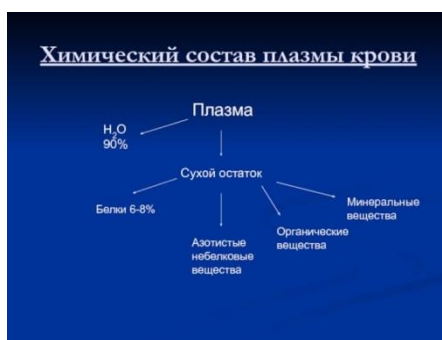 Химический состав плазмы крови
Плазма
H₂O
90%
Сухой остаток
Белки 6-8%
Азотистые
небелковые
вещества
Органические
вещества
Минеральные
вещества